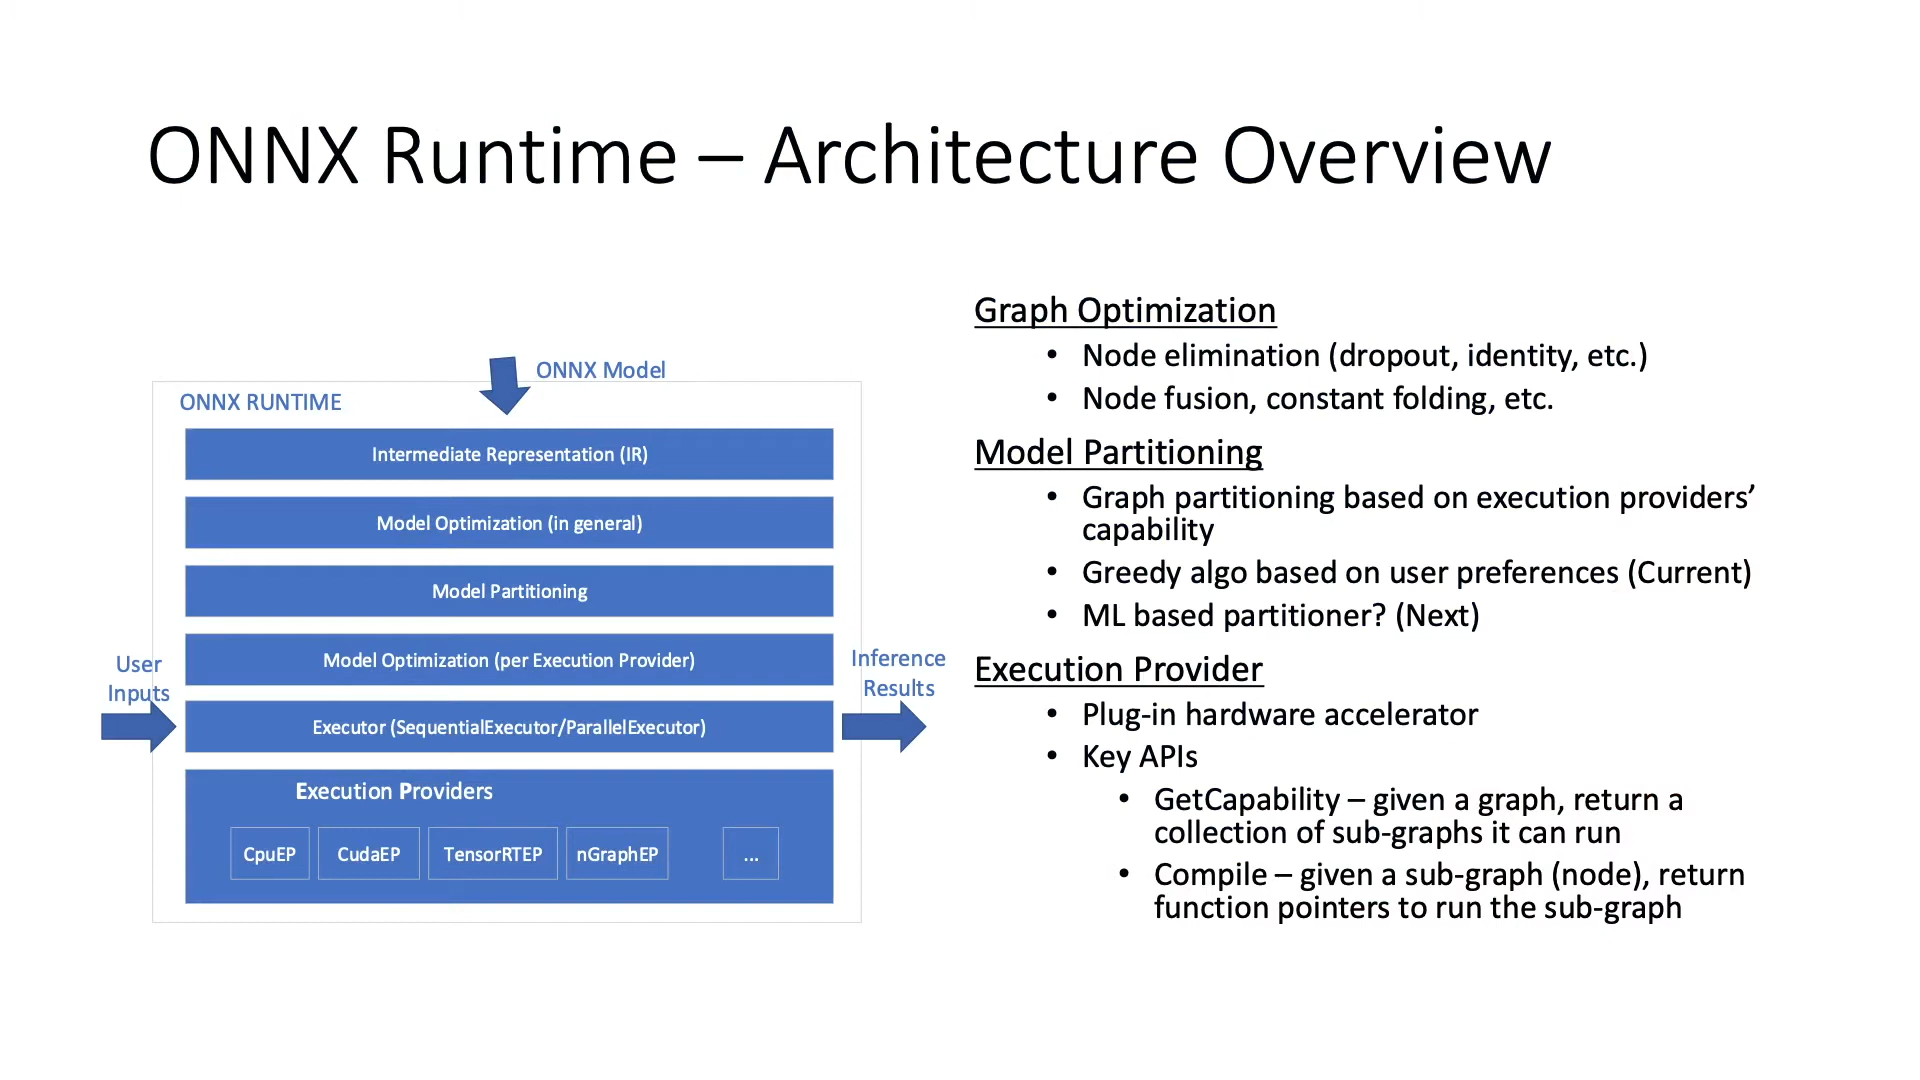 ONNX Runtime – Architecture Overview
ONNX Model
ONNX RUNTIME
Intermediate Representation (IR)
Model Optimization (in general)
Model Partitioning
Model Optimization (per Execution Provider)
User
Inputs
Executor (SequentialExecutor/ParallelExecutor)
Inference
Results
Execution Providers
CpuEP
CudaEP
TensorRTEP
nGraphEP
...
Graph Optimization
• Node elimination (dropout, identity, etc.)
• Node fusion, constant folding, etc.
Model Partitioning
• Graph partitioning based on execution providers’
capability
• Greedy algo based on user preferences (Current)
• ML based partitioner? (Next)
Execution Provider
• Plug-in hardware accelerator
• Key APIs
• GetCapability – given a graph, return a
collection of sub-graphs it can run
• Compile – given a sub-graph (node), return
function pointers to run the sub-graph